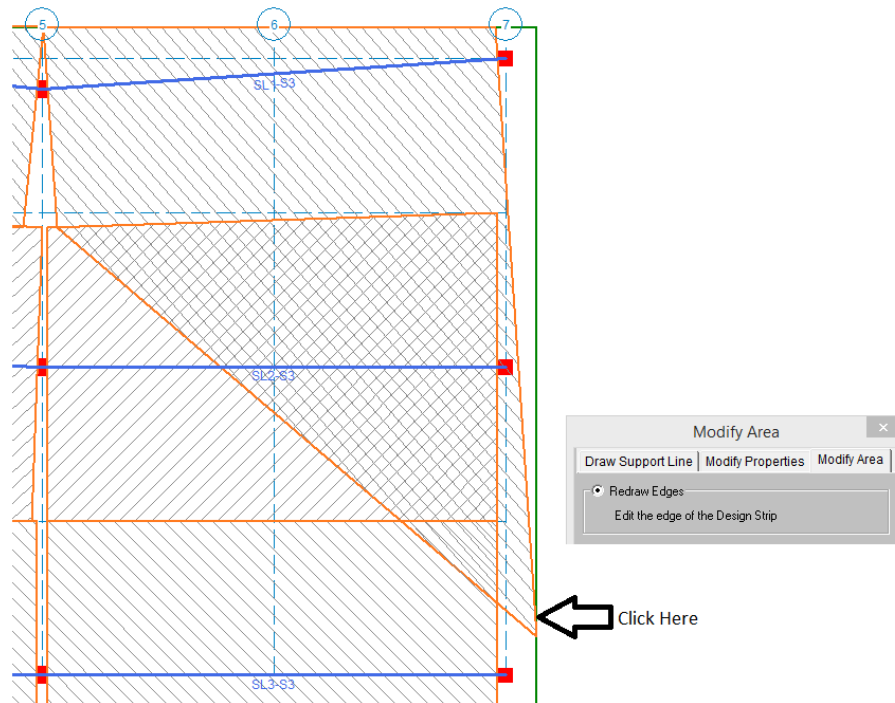 5
6
7
SL1-S3
SL2-S3
Modify Area
×
Draw Support Line
Modify Properties
Modify Area
Redraw Edges
Edit the edge of the Design Strip
Click Here
SL3-S3